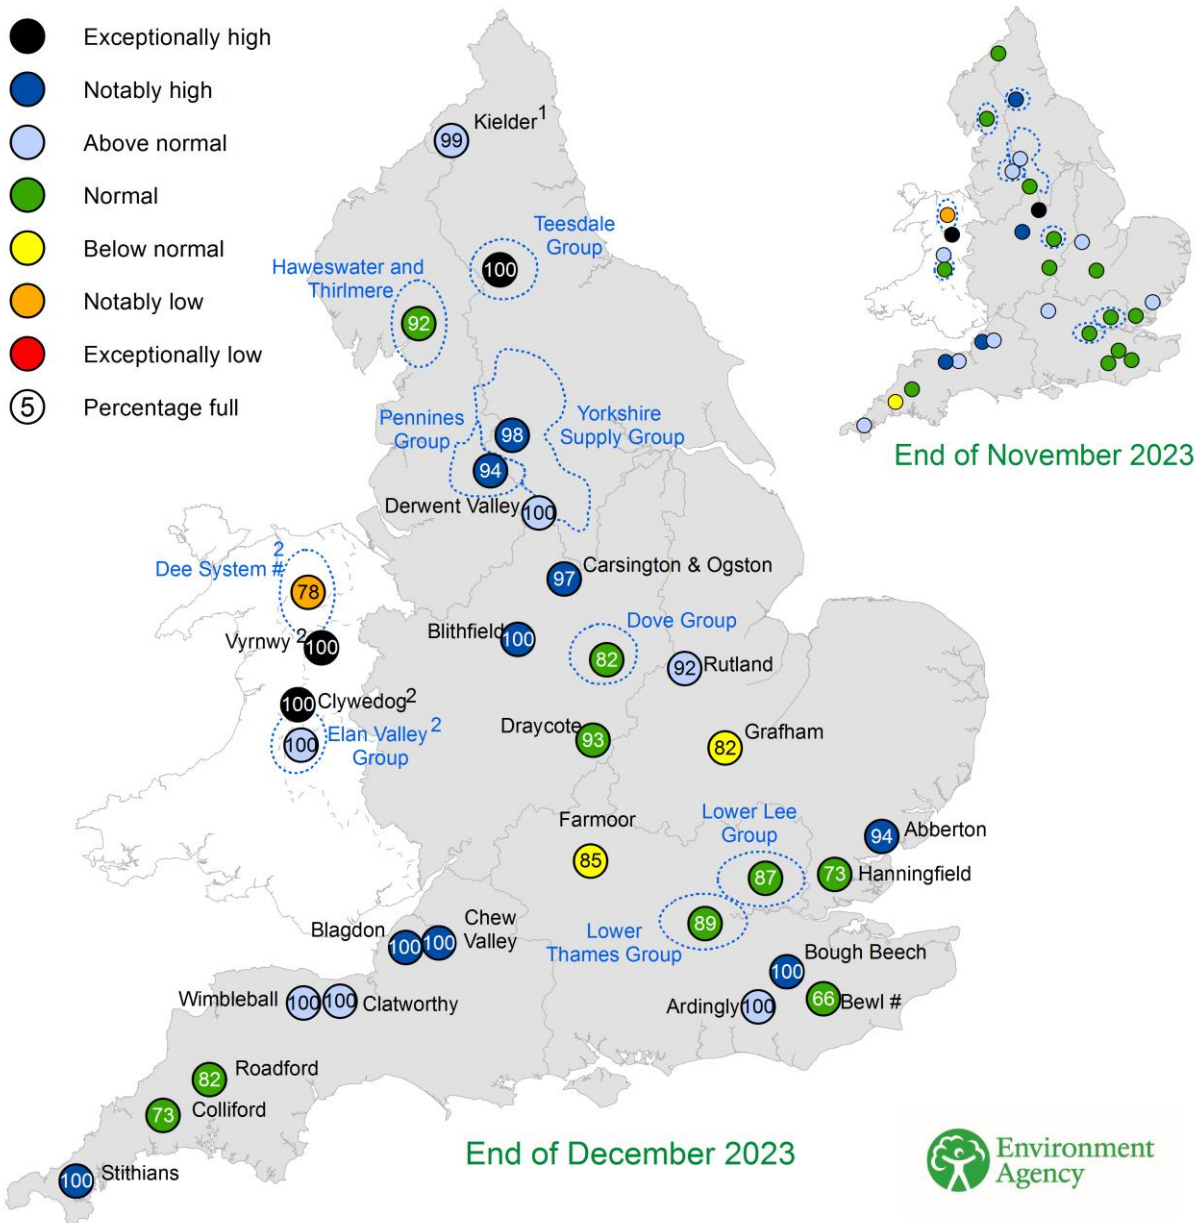 Exceptionally high
Notably high
Above normal
Normal
Below normal
Notably low
Exceptionally low
5 Percentage full
End of November 2023
Kielder1
99
Teesdale
Group
100
Haweswater and
Thirlmere
92
Pennines
Group
Yorkshire
Supply Group
98
94
Derwent Valley
100
Carsington & Ogston
97
Dee System #2
78
Vyrnwy 2
100
Blithfield
100
Dove Group
82
92
Rutland
100
Clywedog2
Elan Valley2
Group
100
Draycote
93
Grafham
82
Farmoor
85
Lower Lee
Group
87
94
Abberton
73
Hanningfield
Lower
Thames Group
89
Blagdon
100
Chew
Valley
100
Bough Beech
100
Ardingly
100
66
Bewl #
Wimbleball
100
100
Clatworthy
82
Roadford
73
Colliford
100
Stithians
End of December 2023
Environment
Agency